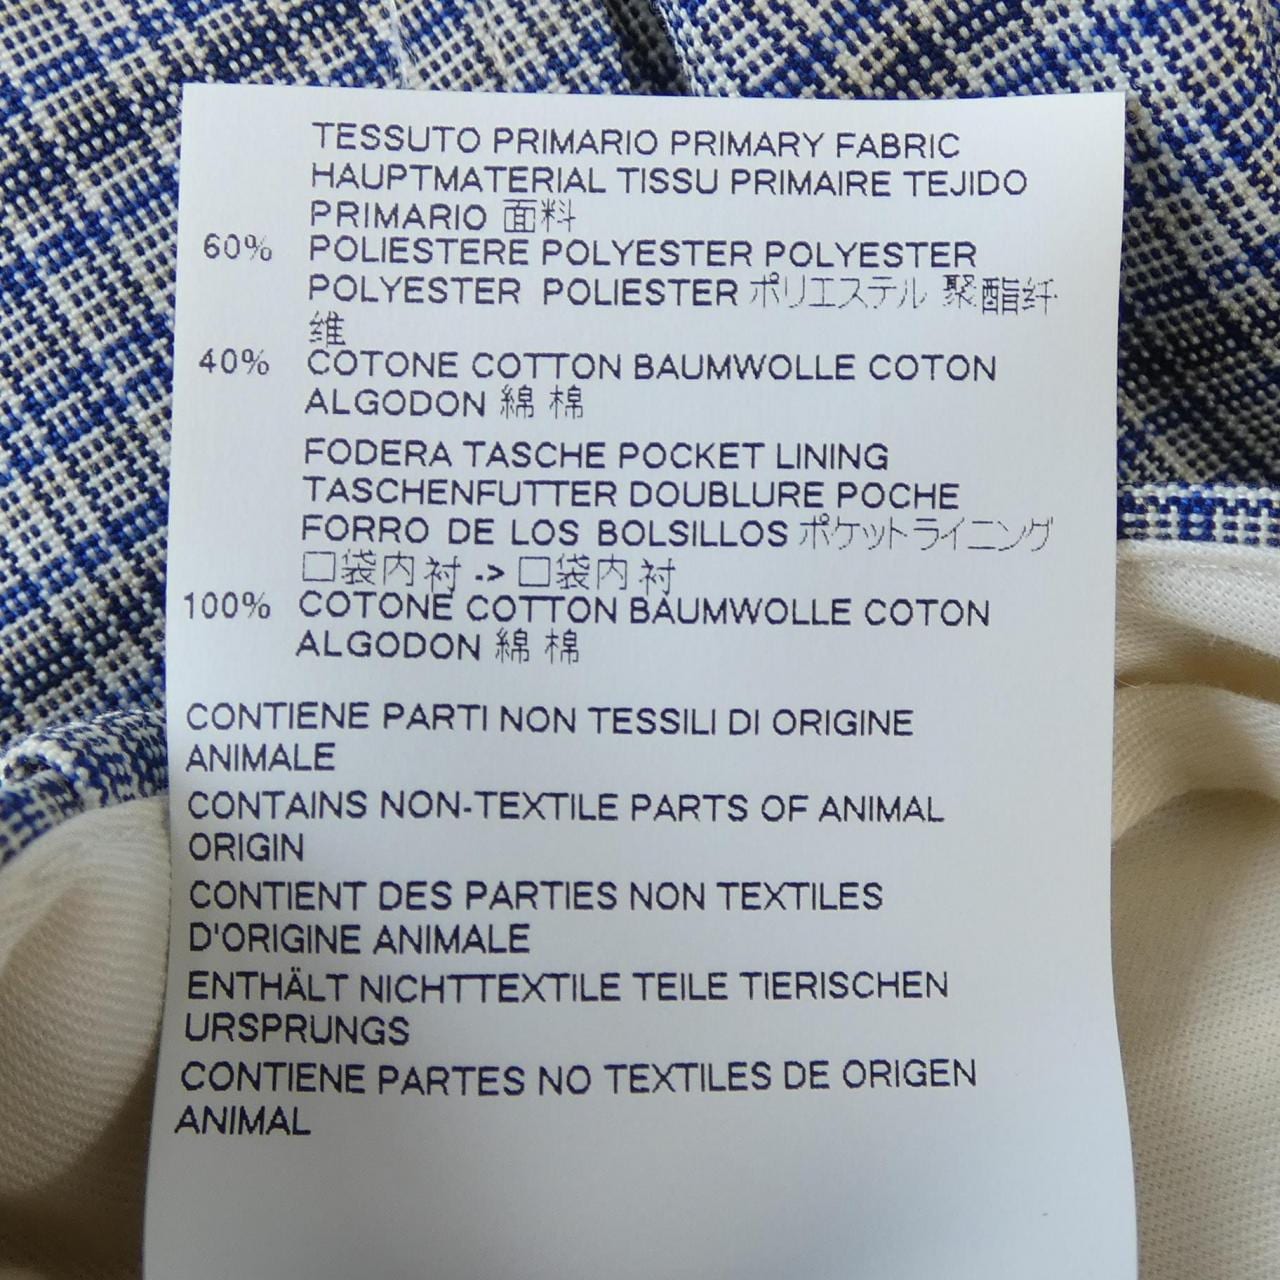 TESSUTO PRIMARIO PRIMARY FABRIC
HAUPTMATERIAL TISSU PRIMAIRE TEJIDO
PRIMARIO 面料
60% POLIESTERE POLYESTER POLYESTER
POLYESTER POLIESTER ポリエステル 聚酯纤
维
40% COTONE COTTON BAUMWOLLE COTON
ALGODON 綿 棉
FODERA TASCHE POCKET LINING
TASCHENFUTTER DOUBLURE POCHE
FORRO DE LOS BOLSILLOS ポケットライニング
口袋内衬 -> 口袋内衬
100% COTONE COTTON BAUMWOLLE COTON
ALGODON 綿 棉
CONTIENE PARTI NON TESSILI DI ORIGINE
ANIMALE
CONTAINS NON-TEXTILE PARTS OF ANIMAL
ORIGIN
CONTIENT DES PARTIES NON TEXTILES
D'ORIGINE ANIMALE
ENTHÄLT NICHTTEXTILE TEILE TIERISCHEN
URSPRUNGS
CONTIENE PARTES NO TEXTILES DE ORIGEN
ANIMAL